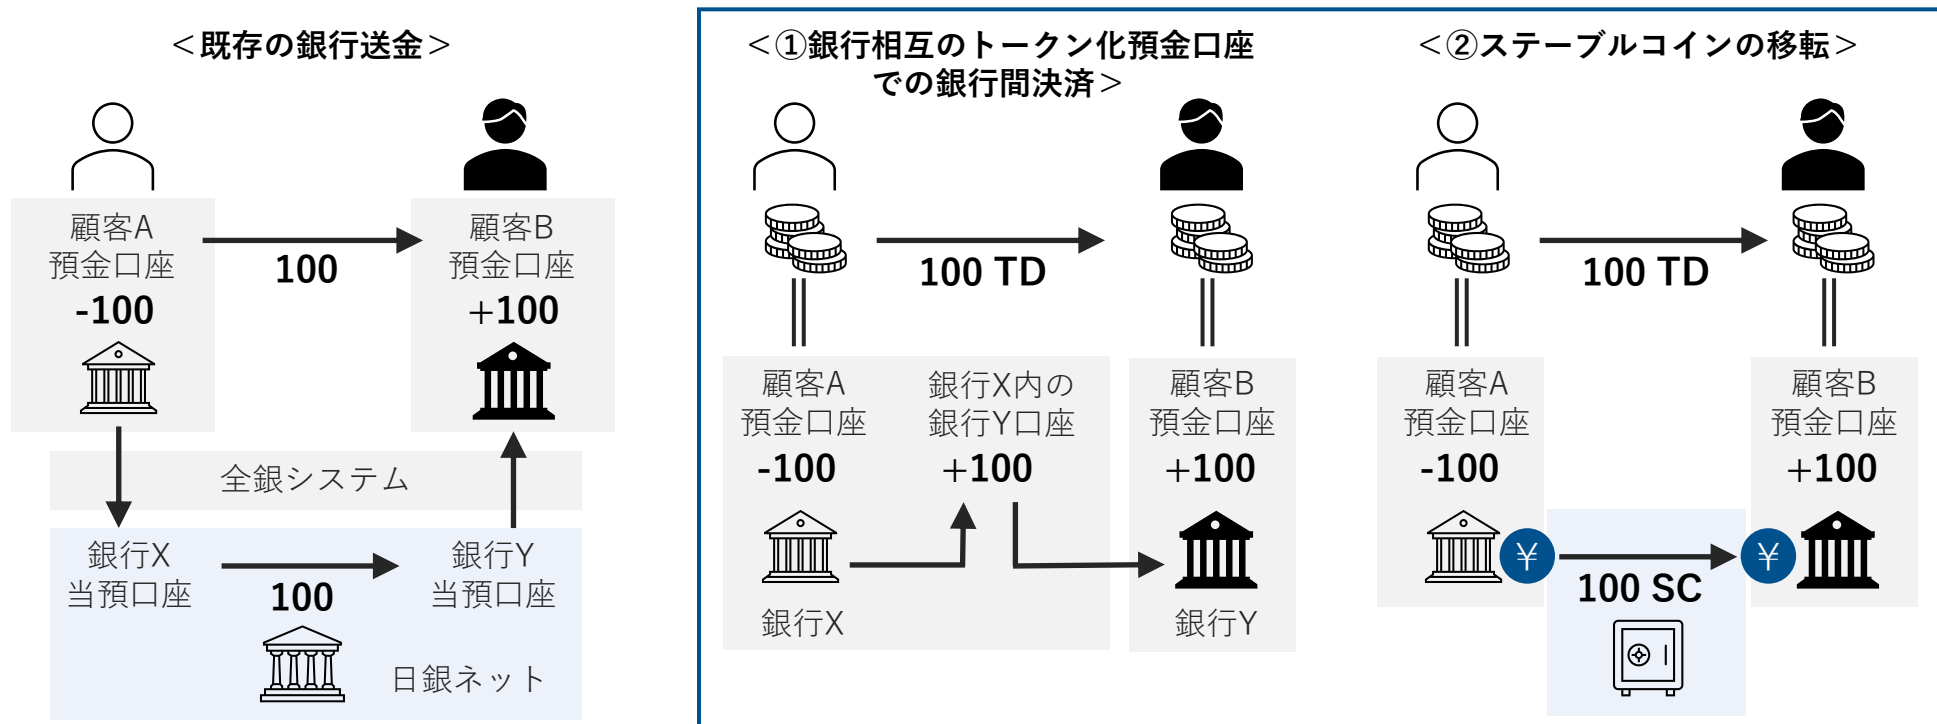 ＜既存の銀行送金＞
顧客A
預金口座
-100
100
顧客B
預金口座
+100
全銀システム
銀行X
当預口座
100
銀行Y
当預口座
日銀ネット
＜①銀行相互のトークン化預金口座
での銀行間決済＞
100 TD
顧客A
預金口座
-100
銀行X内の
銀行Y口座
+100
顧客B
預金口座
+100
銀行X
銀行Y
＜②ステーブルコインの移転＞
100 TD
顧客A
預金口座
-100
顧客B
預金口座
+100
¥
¥
100 SC